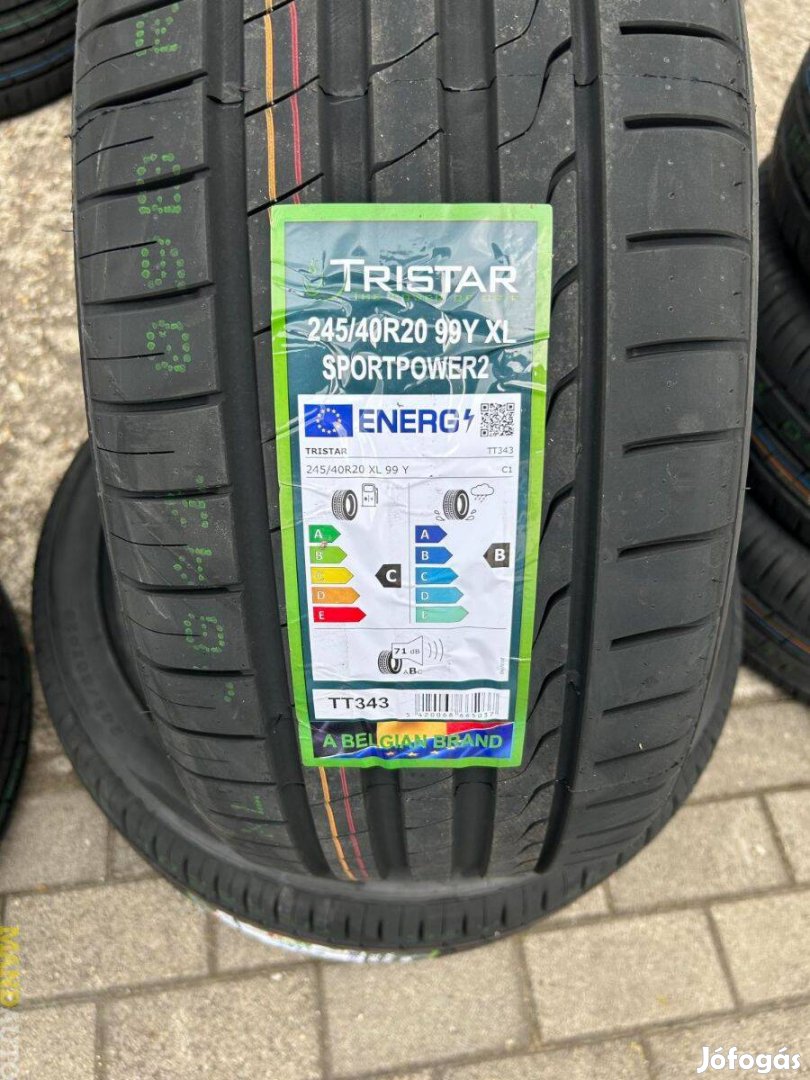 TRISTAR
245/40R20 99Y XL
SPORTPOWER2
ENERG
TRISTAR TT343
245/40R20 XL 99 Y C1
A A
B B B
C C C
D D
E E
71 dB
ABC
TT343
A BELGIAN BRAND
Jófogás